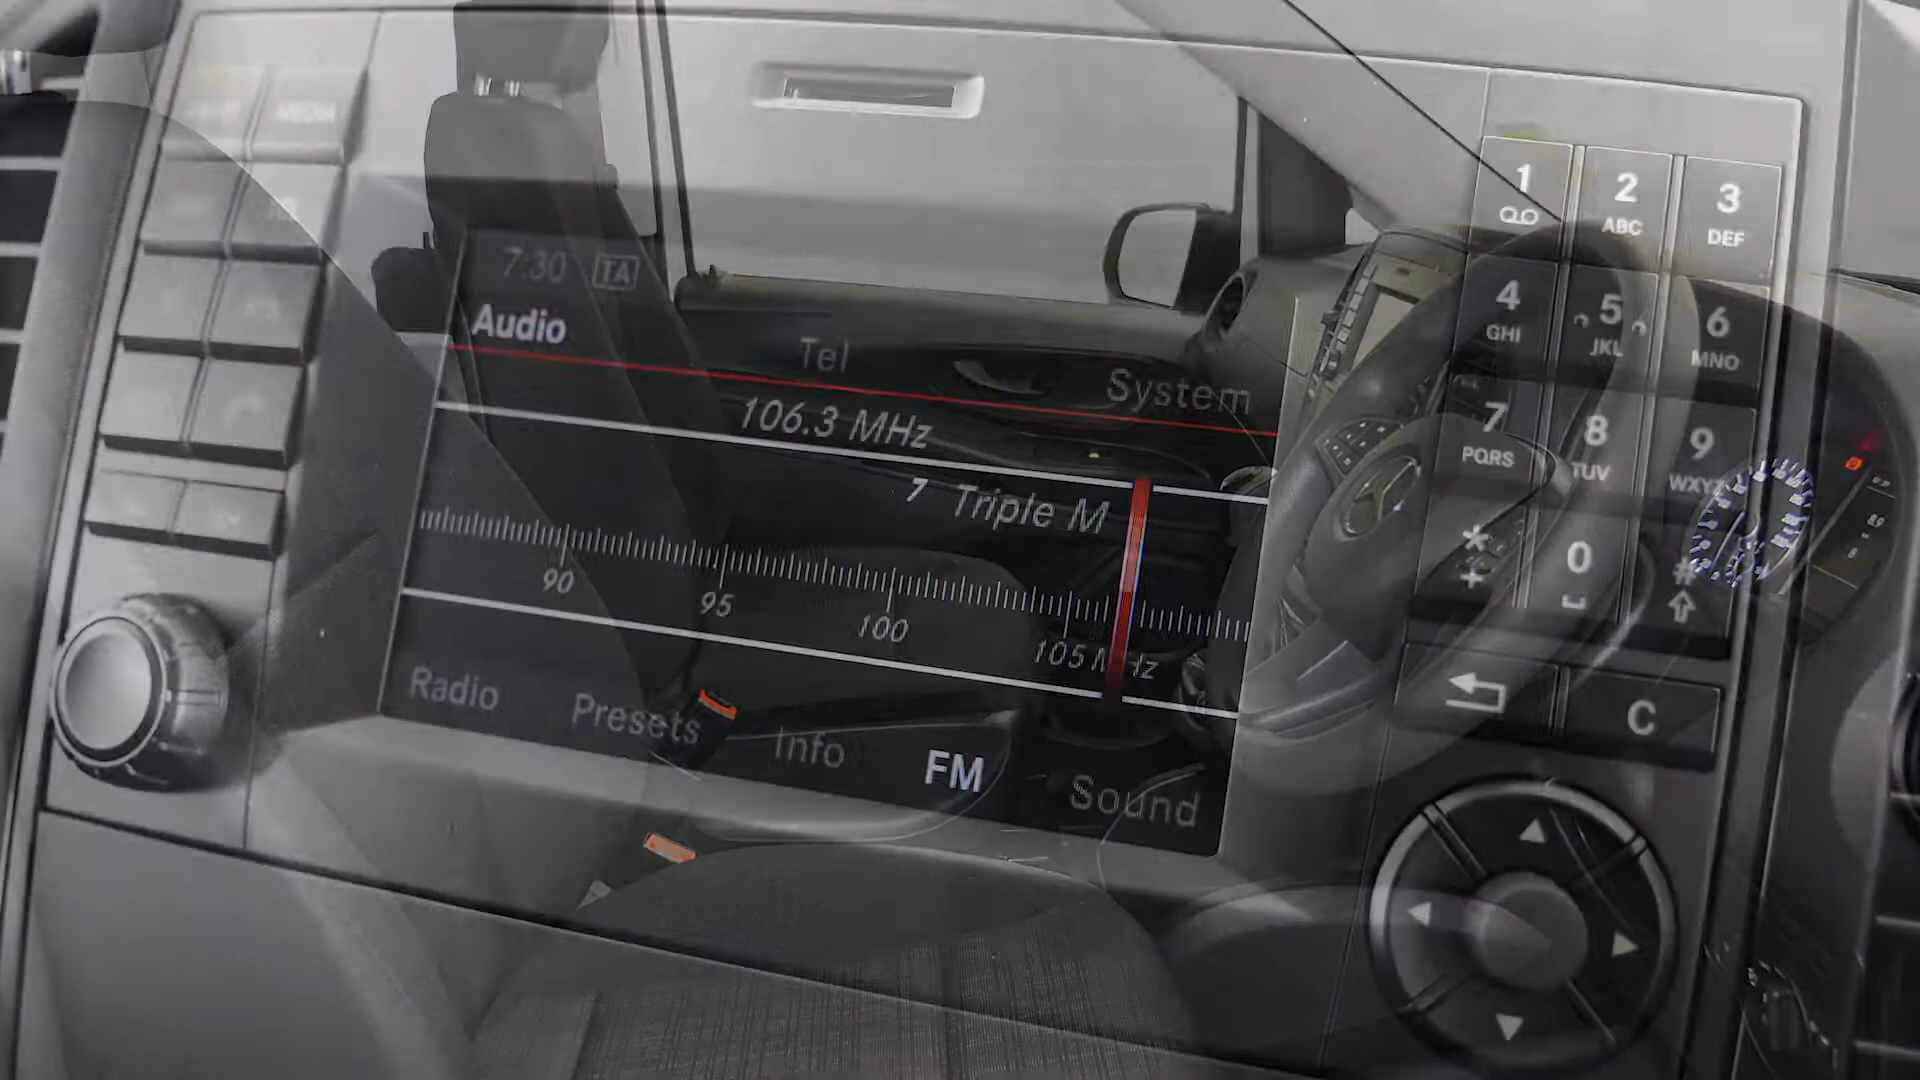 MEDIA
7:30 TA
Audio Tel System
106.3 MHz
7 Triple M
90 95 100 105 MHz
Radio Presets Info FM Sound
1 2 ABC 3 DEF
4 GHI 5 JKL 6 MNO
7 PQRS 8 TUV 9 WXYZ
* + 0 #
C